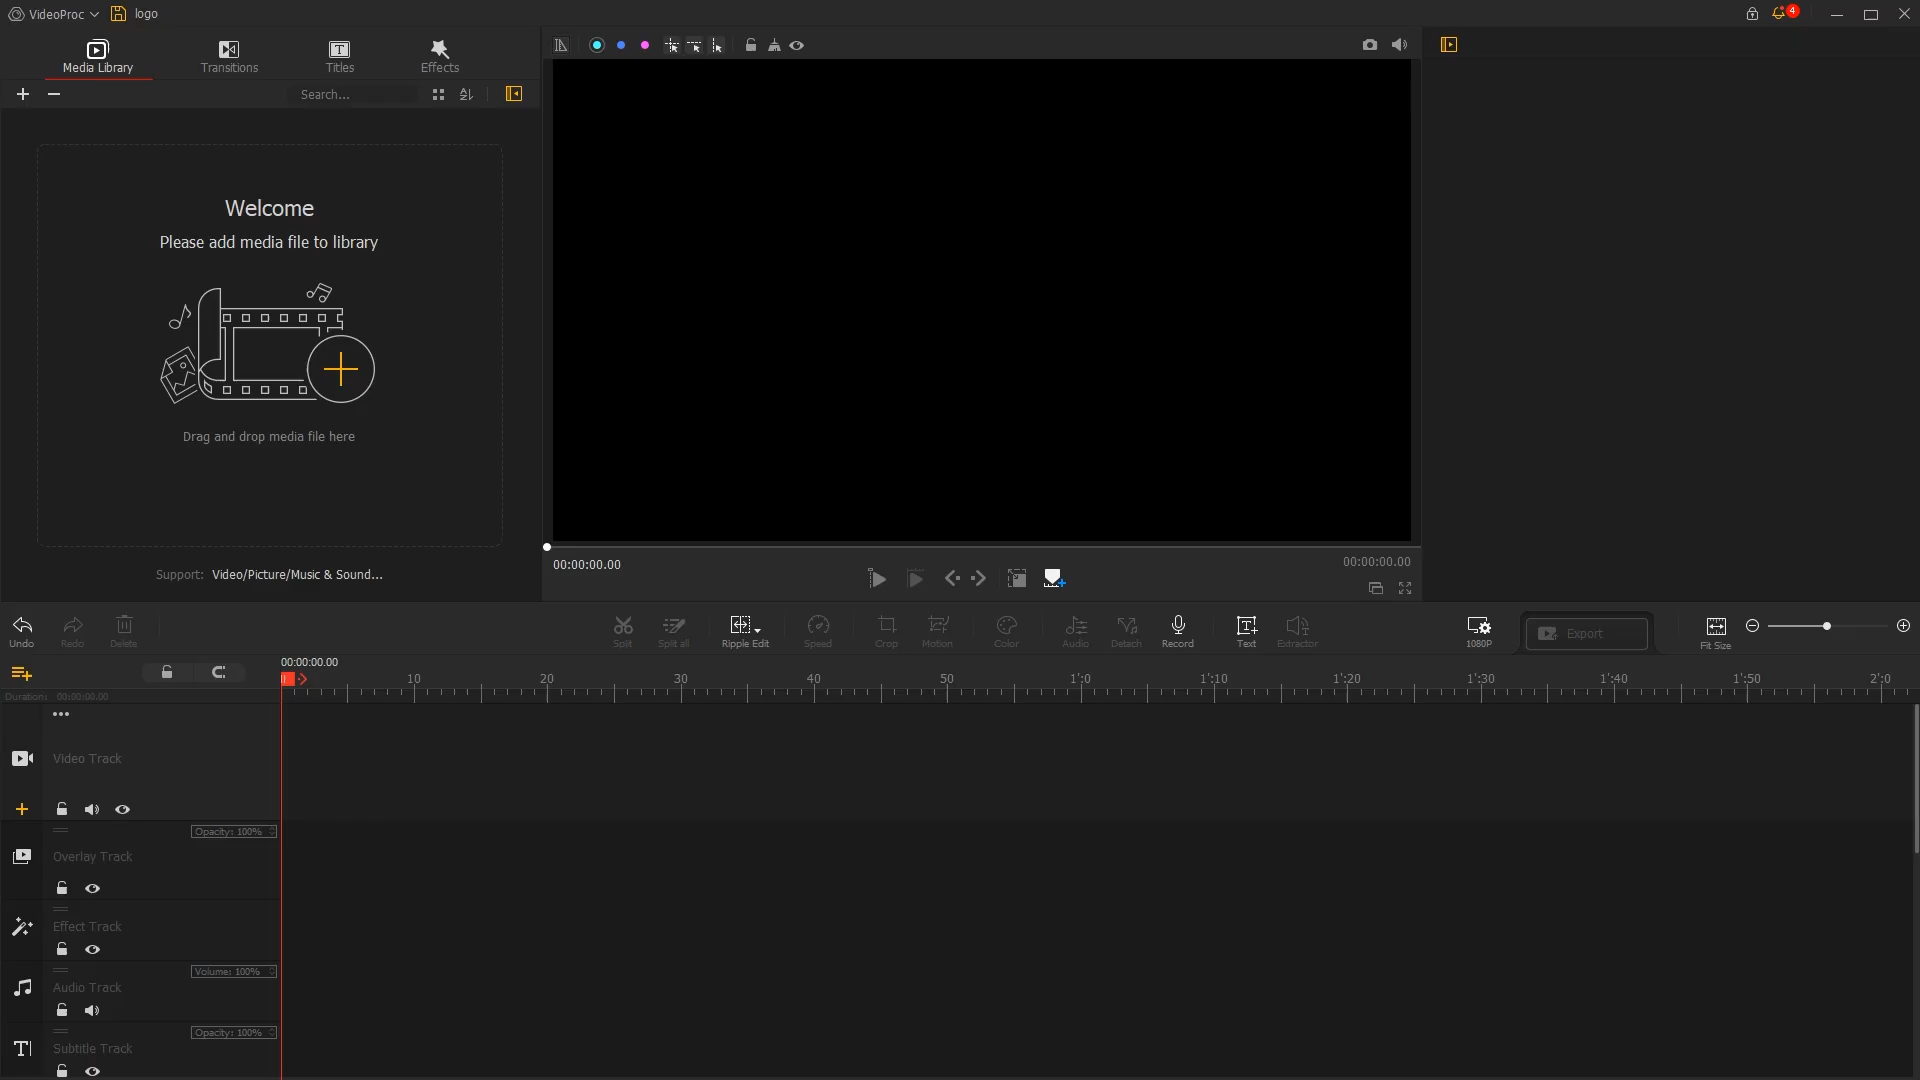 VideoProc
logo
4
Media Library
Transitions
Titles
Effects
Search...
Welcome
Please add media file to library
Drag and drop media file here
Support: Video/Picture/Music & Sound...
00:00:00.00
00:00:00.00
Undo
Redo
Delete
Split
Split all
Ripple Edit
Speed
Crop
Motion
Color
Audio
Detach
Record
Text
Extractor
1080P
Export
Fit Size
00:00:00.00
10
20
30
40
50
1':0
1':10
1':20
1':30
1':40
1':50
2':0
Duration: 00:00:00.00
Video Track
Opacity: 100%
Overlay Track
Effect Track
Volume: 100%
Audio Track
Opacity: 100%
Subtitle Track